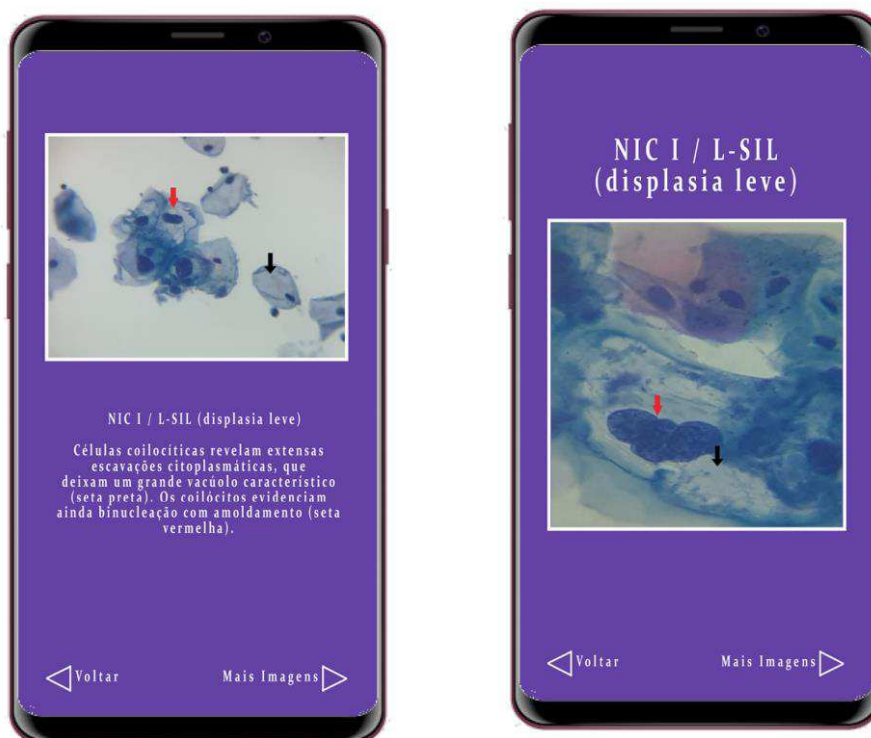 NIC I / L-SIL (displasia leve)
Células coilocíticas revelam extensas
escavações citoplasmáticas, que
deixam um grande vacúolo característico
(seta preta). Os coilócitos evidenciam
ainda binucleação com amoldamento (seta
vermelha).
Voltar
Mais Imagens
NIC I / L-SIL
(displasia leve)
Voltar
Mais Imagens